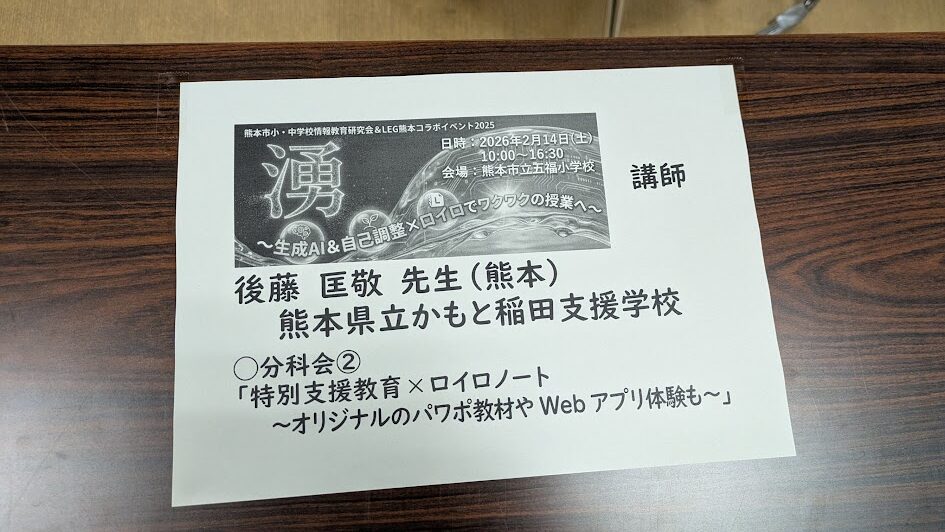 熊本市小・中学校情報教育研究会&LEG熊本コラボイベント2025
湧
日時：2026年2月14日(土)
10:00～16:30
会場：熊本市立五福小学校
～生成AI&自己調整×ロイロでワクワクの授業へ～
講師
後藤 匡敬 先生（熊本）
熊本県立かもと稲田支援学校
○分科会②
「特別支援教育×ロイロノート
～オリジナルのパワポ教材や Web アプリ体験も～」